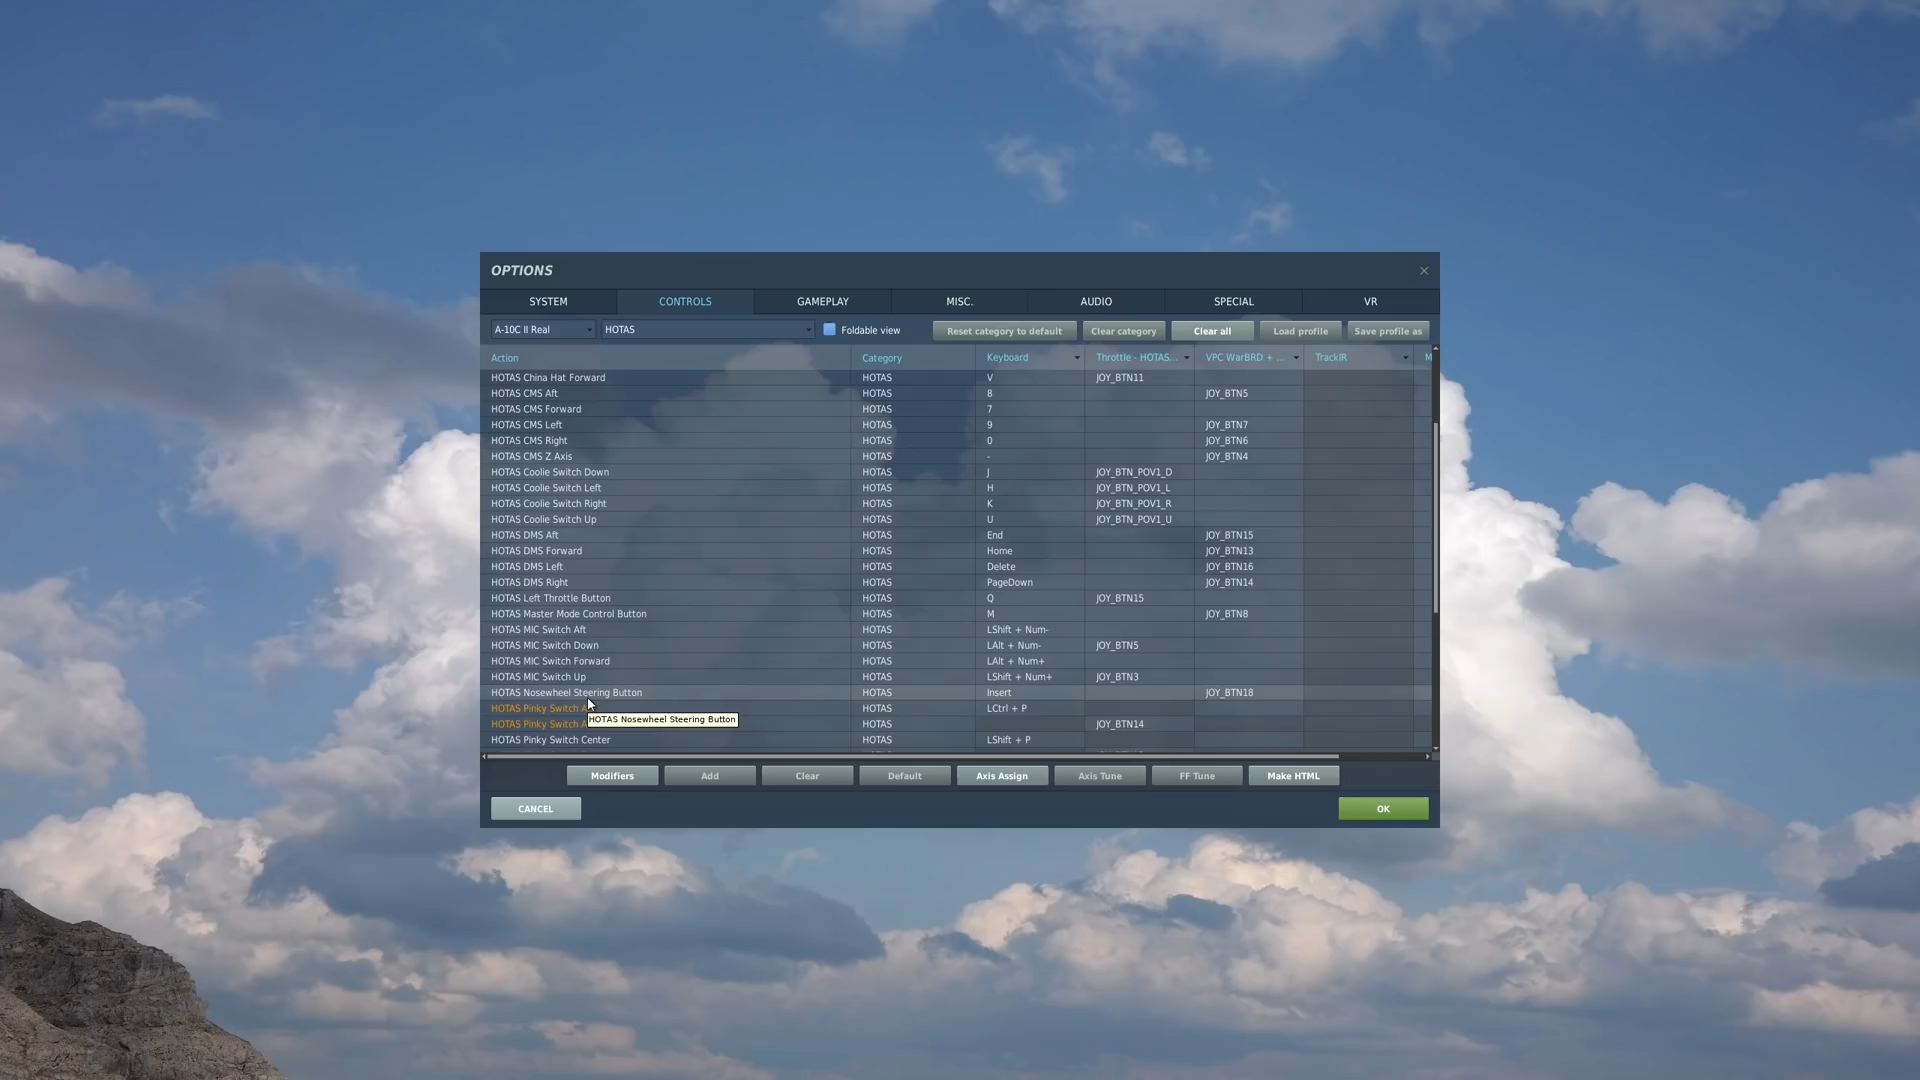 OPTIONS
SYSTEM CONTROLS GAMEPLAY MISC. AUDIO SPECIAL VR
A-10C II Real HOTAS Foldable view Reset category to default Clear category Clear all Load profile Save profile as
Action Category Keyboard Throttle - HOTAS... VPC WarBRD + ... TrackIR M
HOTAS China Hat Forward HOTAS V JOY_BTN11
HOTAS CMS Aft HOTAS 8 JOY_BTN5
HOTAS CMS Forward HOTAS 7
HOTAS CMS Left HOTAS 9 JOY_BTN7
HOTAS CMS Right HOTAS 0 JOY_BTN6
HOTAS CMS Z Axis HOTAS - JOY_BTN4
HOTAS Coolie Switch Down HOTAS J JOY_BTN_POV1_D
HOTAS Coolie Switch Left HOTAS H JOY_BTN_POV1_L
HOTAS Coolie Switch Right HOTAS K JOY_BTN_POV1_R
HOTAS Coolie Switch Up HOTAS U JOY_BTN_POV1_U
HOTAS DMS Aft HOTAS End JOY_BTN15
HOTAS DMS Forward HOTAS Home JOY_BTN13
HOTAS DMS Left HOTAS Delete JOY_BTN16
HOTAS DMS Right HOTAS PageDown JOY_BTN14
HOTAS Left Throttle Button HOTAS Q JOY_BTN15
HOTAS Master Mode Control Button HOTAS M JOY_BTN8
HOTAS MIC Switch Aft HOTAS LShift + Num-
HOTAS MIC Switch Down HOTAS LAlt + Num- JOY_BTN5
HOTAS MIC Switch Forward HOTAS LAlt + Num+
HOTAS MIC Switch Up HOTAS LShift + Num+ JOY_BTN3
HOTAS Nosewheel Steering Button HOTAS Insert JOY_BTN18
HOTAS Pinky Switch A HOTAS LCtrl + P
HOTAS Nosewheel Steering Button
HOTAS Pinky Switch A HOTAS JOY_BTN14
HOTAS Pinky Switch Center HOTAS LShift + P
Modifiers Add Clear Default Axis Assign Axis Tune FF Tune Make HTML
CANCEL OK